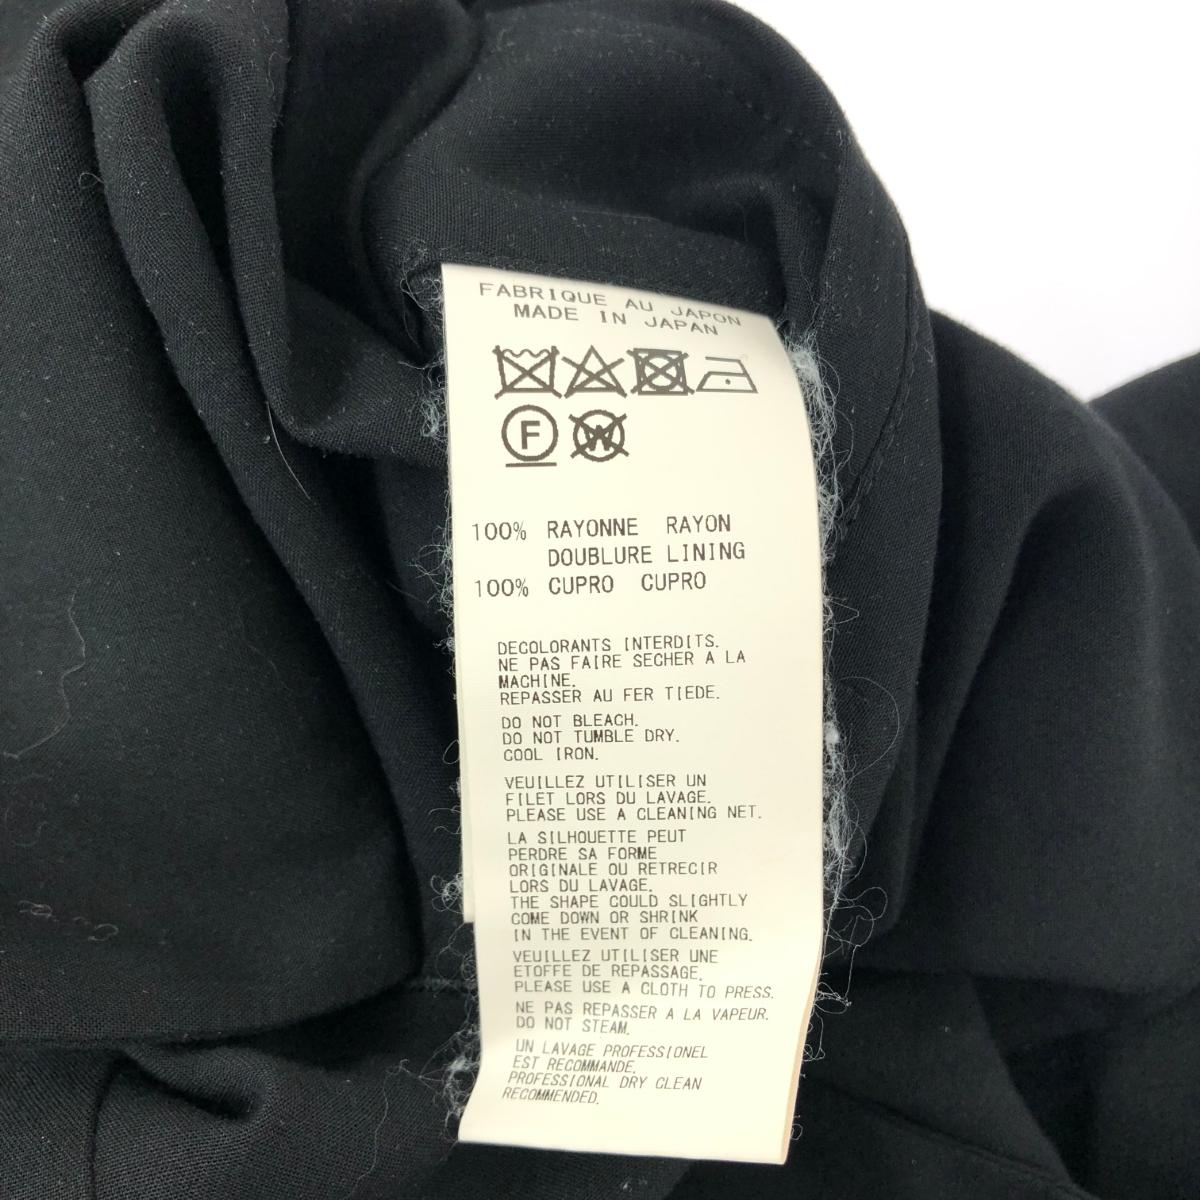 FABRIQUE AU JAPON
MADE IN JAPAN
F W
100% RAYONNE RAYON
DOUBLURE LINING
100% CUPRO CUPRO
DECOLORANTS INTERDITS.
NE PAS FAIRE SECHER A LA
MACHINE.
REPASSER AU FER TIEDE.
DO NOT BLEACH.
DO NOT TUMBLE DRY.
COOL IRON.
VEUILLEZ UTILISER UN
FILET LORS DU LAVAGE.
PLEASE USE A CLEANING NET.
LA SILHOUETTE PEUT
PERDRE SA FORME
ORIGINALE OU RETRECIR
LORS DU LAVAGE.
THE SHAPE COULD SLIGHTLY
COME DOWN OR SHRINK
IN THE EVENT OF CLEANING.
VEUILLEZ UTILISER UNE
ETOFFE DE REPASSAGE.
PLEASE USE A CLOTH TO PRESS.
NE PAS REPASSER A LA VAPEUR.
DO NOT STEAM.
UN LAVAGE PROFESSIONEL
EST RECOMMANDE.
PROFESSIONAL DRY CLEAN
RECOMMENDED.